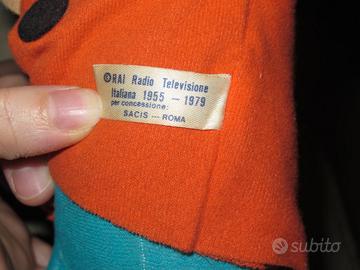 ©RAI Radio Televisione
Italiana 1955 — 1979
per concessione:
SACIS --- ROMA
subito